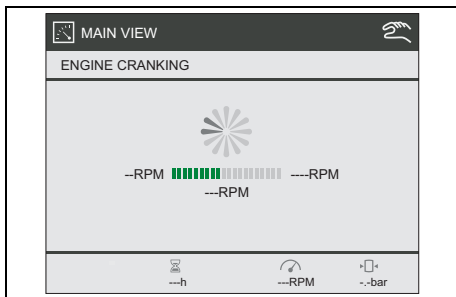 MAIN VIEW
ENGINE CRANKING
--RPM ----RPM
---RPM
---h ---RPM -.-bar